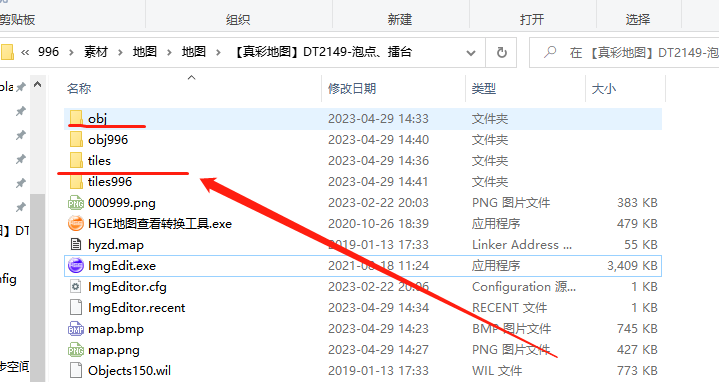 剪贴板 组织 新建 打开 选择
« 996 > 素材 > 地图 > 地图 > 【真彩地图】DT2149-泡点、擂台 在 【真彩地图】DT2149-泡
名称 修改日期 类型 大小
obj 2023-04-29 14:33 文件夹
obj996 2023-04-29 14:40 文件夹
tiles 2023-04-29 14:36 文件夹
tiles996 2023-04-29 14:41 文件夹
000999.png 2023-02-22 20:03 PNG 图片文件 383 KB
HGE地图查看转换工具.exe 2020-10-26 18:39 应用程序 479 KB
图】DT
hyzd.map 2019-01-13 17:33 Linker Address ... 55 KB
ImgEdit.exe 2021-08-18 11:24 应用程序 3,409 KB
onfig
ImgEditor.cfg 2023-02-22 20:06 Configuration 源... 1 KB
ImgEditor.recent 2023-04-29 14:34 RECENT 文件 1 KB
map.bmp 2023-04-29 14:23 BMP 图片文件 745 KB
map.png 2023-04-29 14:27 PNG 图片文件 427 KB
步空间
Objects150.wil 2019-01-13 17:33 WIL 文件 773 KB